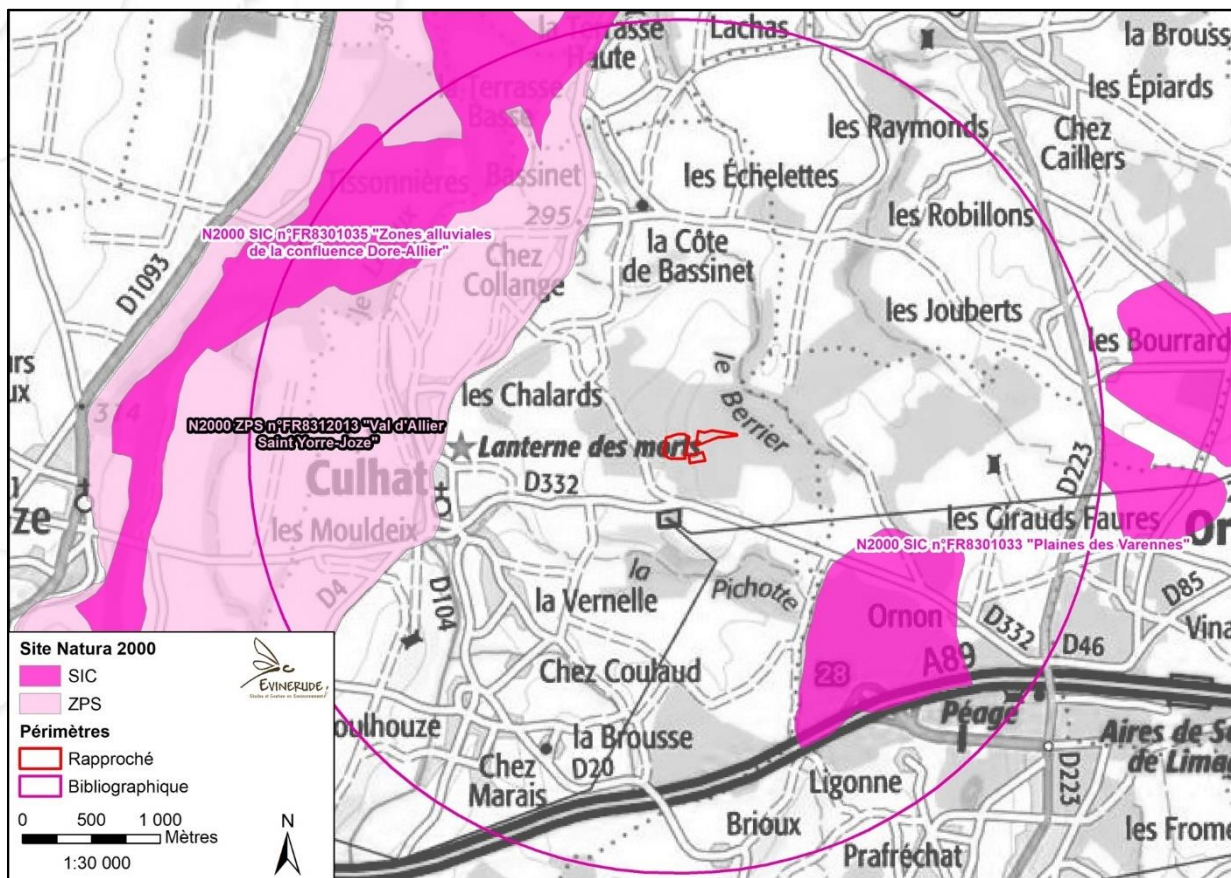 la Terrasse
Haute
Lachas
la Brouss
les Épiards
les Raymonds
Chez
Caillers
la Terrasse
Basse
Tissonnières
Bassinet
les Échelettes
295
les Robillons
N2000 SIC n°FR8301035 "Zones alluviales
de la confluence Dore-Allier"
D1093
Chez
Collange
la Côte
de Bassinet
les Jouberts
les Bourrard
le Berrier
les Chalards
N2000 ZPS n°FR8312013 "Val d'Allier
Saint Yorre-Joze"
Lanterne des morts
Culhat
D332
D223
les Mouldeix
ze
les Girauds Faures
Or
N2000 SIC n°FR8301033 "Plaines des Varennes"
D4
D104
la Pichotte
la Vernelle
Ornon
D332
D85
Vina
D46
A89
28
Chez Coulaud
Péage
oulhouze
la Brousse
D20
Chez
Marais
Aires de Se
de Limag
Ligonne
D223
Brioux
les Frome
Prafréchat
Site Natura 2000
SIC
ZPS
EVINERUDE
Périmètres
Rapproché
Bibliographique
0 500 1 000
Mètres
1:30 000
N